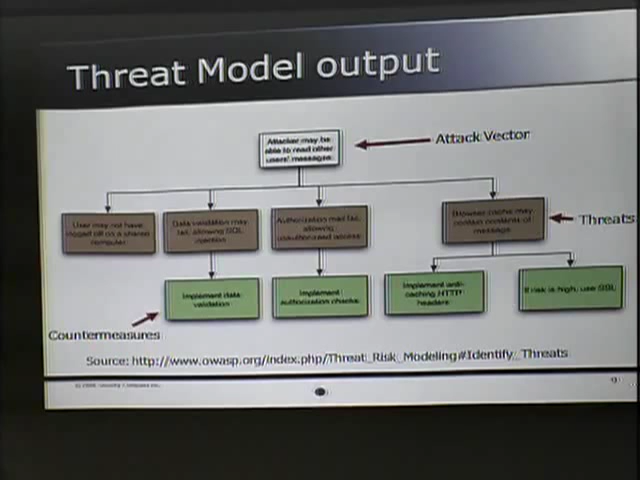 Threat Model output
Attacker may be
able to read other
users' messages
Attack Vector
User may not have
logged off on a shared
computer
Data validation may
fail, allowing SQL
injection
Authorization may fail,
allowing
unauthorized access
Browser cache may
contain contents of
message
Threats
Implement data
validation
Implement
authorization checks
Implement anti-
caching HTTP
headers
If risk is high, use SSL
Countermeasures
Source: http://www.owasp.org/index.php/Threat_Risk_Modeling#Identify_Threats